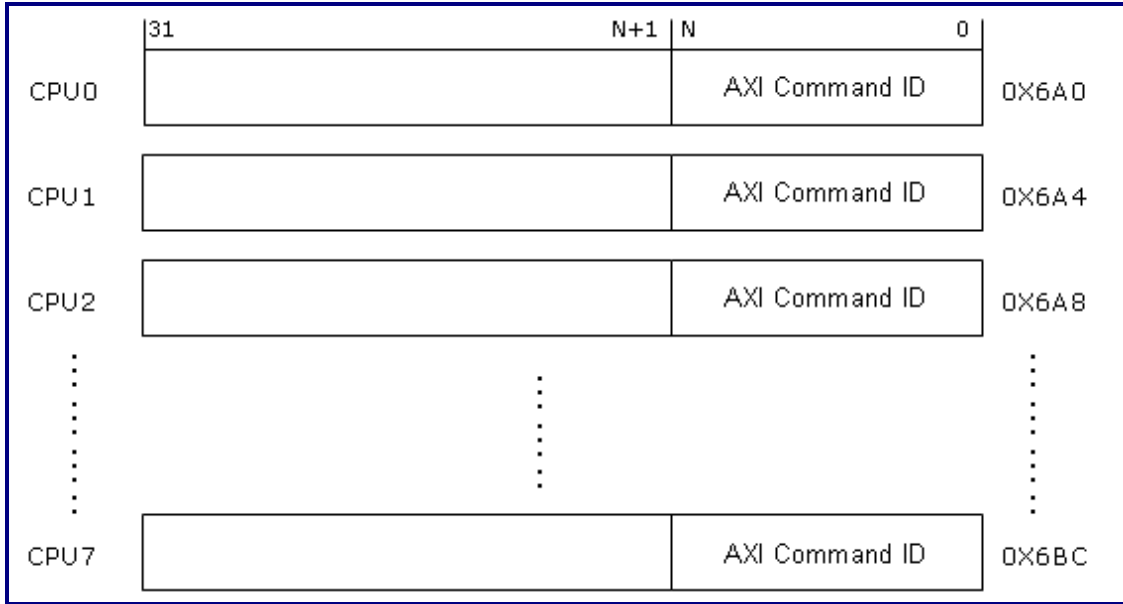 31 N+1 N 0
CPU0 AXI Command ID 0X6A0
CPU1 AXI Command ID 0X6A4
CPU2 AXI Command ID 0X6A8
CPU7 AXI Command ID 0X6BC